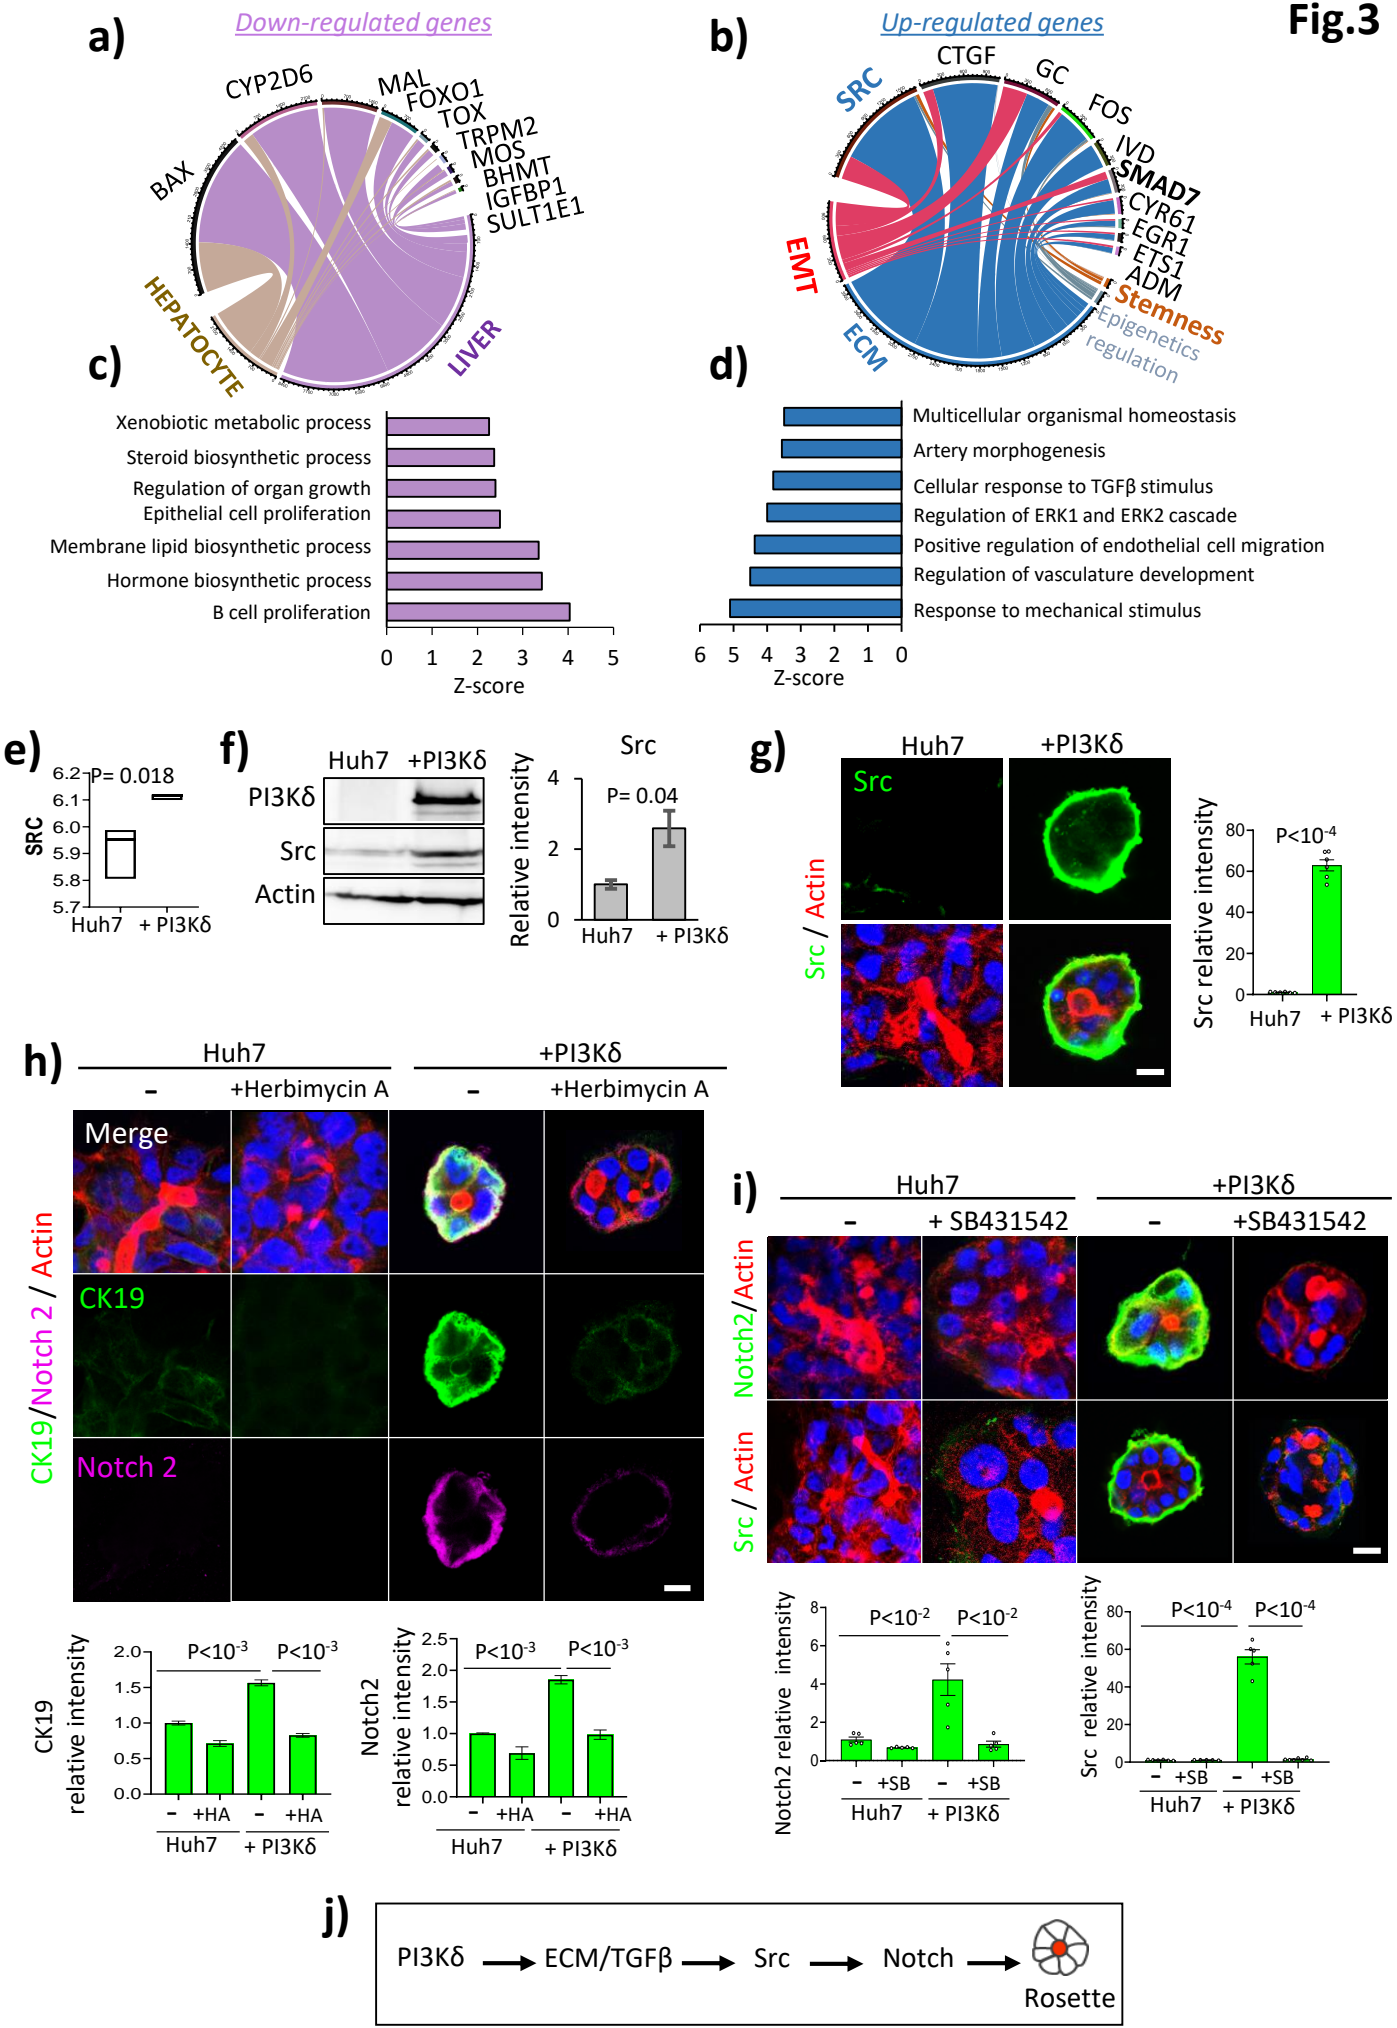 Fig.3
a)
Down-regulated genes
CYP2D6
MAL
FOXO1
TOX
TRPM2
MOS
BHMT
IGFBP1
SULT1E1
BAX
HEPATOCYTE
LIVER
b)
Up-regulated genes
SRC
CTGF
GC
FOS
IVD
SMAD7
CYR61
EGR1
ETS1
ADM
Stemness
Epigenetics
regulation
EMT
ECM
c)
Xenobiotic metabolic process
Steroid biosynthetic process
Regulation of organ growth
Epithelial cell proliferation
Membrane lipid biosynthetic process
Hormone biosynthetic process
B cell proliferation
0 1 2 3 4 5
Z-score
d)
Multicellular organismal homeostasis
Artery morphogenesis
Cellular response to TGFβ stimulus
Regulation of ERK1 and ERK2 cascade
Positive regulation of endothelial cell migration
Regulation of vasculature development
Response to mechanical stimulus
6 5 4 3 2 1 0
Z-score
e)
SRC
6.2
6.1
6.0
5.9
5.8
5.7
P= 0.018
Huh7 + PI3Kδ
f)
Huh7 +PI3Kδ
PI3Kδ
Src
Actin
Src
Relative intensity
4
2
0
P= 0.04
Huh7 + PI3Kδ
g)
Huh7 +PI3Kδ
Src
Src / Actin
Src relative intensity
80
60
40
20
0
P<10-4
Huh7 + PI3Kδ
h)
Huh7 +PI3Kδ
– +Herbimycin A – +Herbimycin A
CK19/Notch 2 / Actin
Merge
CK19
Notch 2
CK19
relative intensity
2.0
1.5
1.0
0.5
0.0
P<10-3 P<10-3
– +HA – +HA
Huh7 + PI3Kδ
Notch2
relative intensity
2.5
2.0
1.5
1.0
0.5
0.0
P<10-3 P<10-3
– +HA – +HA
Huh7 + PI3Kδ
i)
Huh7 +PI3Kδ
– + SB431542 – +SB431542
Notch2/Actin
Src / Actin
Notch2 relative intensity
8
6
4
2
0
P<10-2 P<10-2
– +SB – +SB
Huh7 + PI3Kδ
Src relative intensity
80
60
40
20
0
P<10-4 P<10-4
– +SB – +SB
Huh7 + PI3Kδ
j)
PI3Kδ ECM/TGFβ Src Notch
Rosette